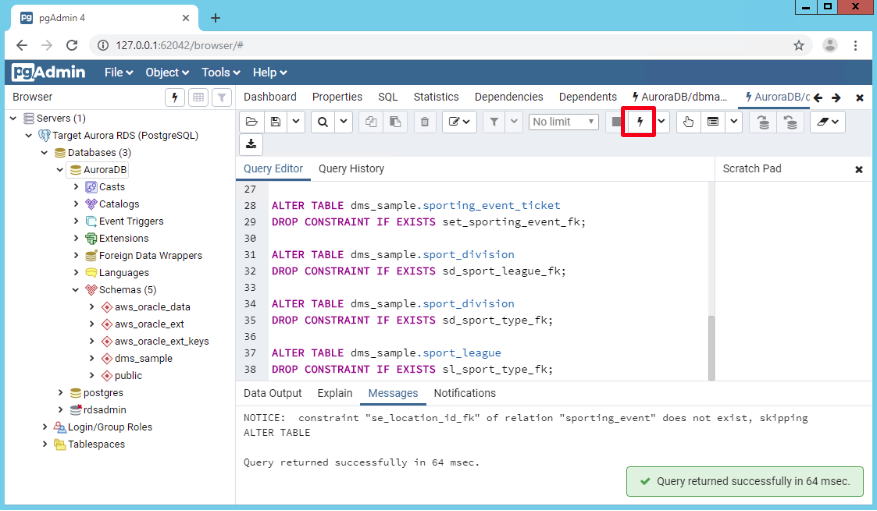 pgAdmin 4
127.0.0.1:62042/browser/#
pgAdmin File Object Tools Help
Browser
Dashboard Properties SQL Statistics Dependencies Dependents AuroraDB/dbma... AuroraDB/d
No limit
Servers (1)
Target Aurora RDS (PostgreSQL)
Databases (3)
AuroraDB
Casts
Catalogs
Event Triggers
Extensions
Foreign Data Wrappers
Languages
Schemas (5)
aws_oracle_data
aws_oracle_ext
aws_oracle_ext_keys
dms_sample
public
postgres
rdsadmin
Login/Group Roles
Tablespaces
Query Editor Query History
Scratch Pad
27
28 ALTER TABLE dms_sample.sporting_event_ticket
29 DROP CONSTRAINT IF EXISTS set_sporting_event_fk;
30
31 ALTER TABLE dms_sample.sport_division
32 DROP CONSTRAINT IF EXISTS sd_sport_league_fk;
33
34 ALTER TABLE dms_sample.sport_division
35 DROP CONSTRAINT IF EXISTS sd_sport_type_fk;
36
37 ALTER TABLE dms_sample.sport_league
38 DROP CONSTRAINT IF EXISTS sl_sport_type_fk;
Data Output Explain Messages Notifications
NOTICE: constraint "se_location_id_fk" of relation "sporting_event" does not exist, skipping
ALTER TABLE
Query returned successfully in 64 msec.
Query returned successfully in 64 msec.